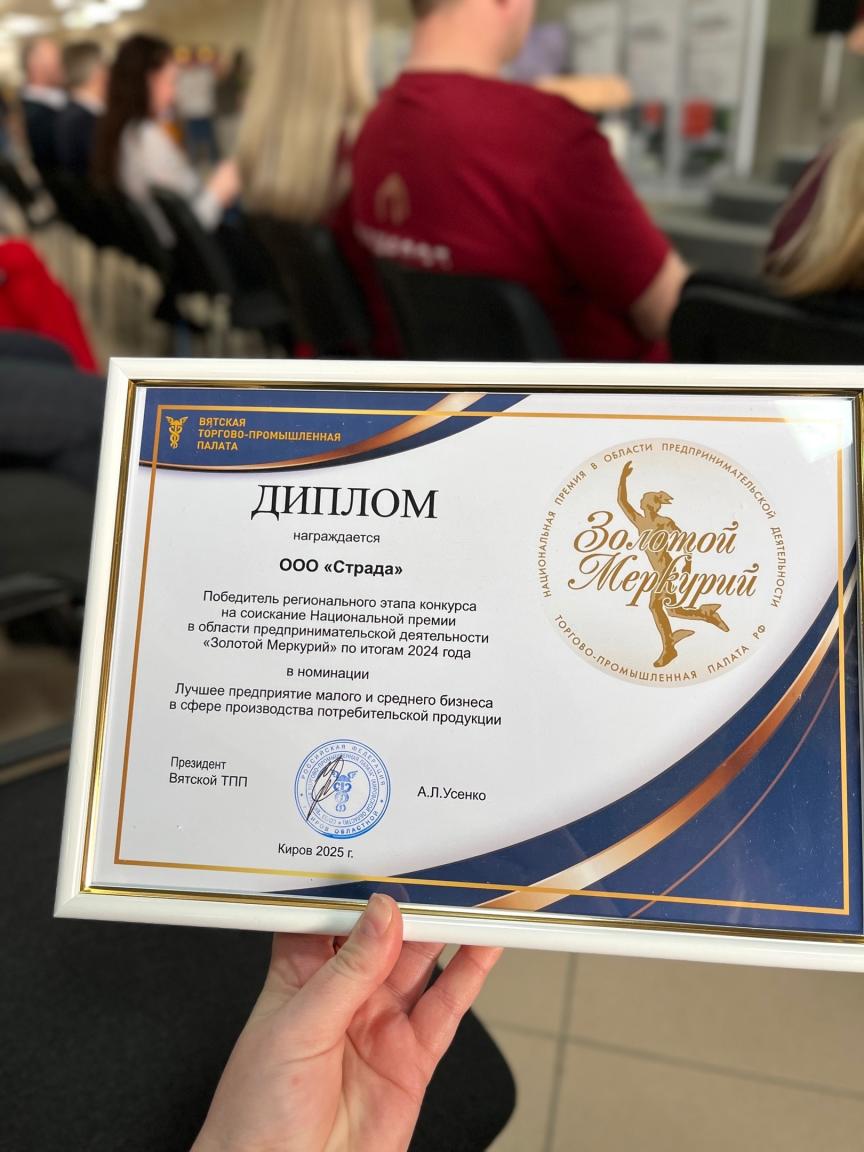 ВЯТСКАЯ
ТОРГОВО-ПРОМЫШЛЕННАЯ
ПАЛАТА
ДИПЛОМ
награждается
ООО «Страда»
Победитель регионального этапа конкурса
на соискание Национальной премии
в области предпринимательской деятельности
«Золотой Меркурий» по итогам 2024 года
в номинации
Лучшее предприятие малого и среднего бизнеса
в сфере производства потребительской продукции
НАЦИОНАЛЬНАЯ ПРЕМИЯ В ОБЛАСТИ ПРЕДПРИНИМАТЕЛЬСКОЙ ДЕЯТЕЛЬНОСТИ
Золотой
Меркурий
ТОРГОВО-ПРОМЫШЛЕННАЯ ПАЛАТА РФ
Президент
Вятской ТПП
РОССИЙСКАЯ ФЕДЕРАЦИЯ
А.Л.Усенко
Киров 2025 г.